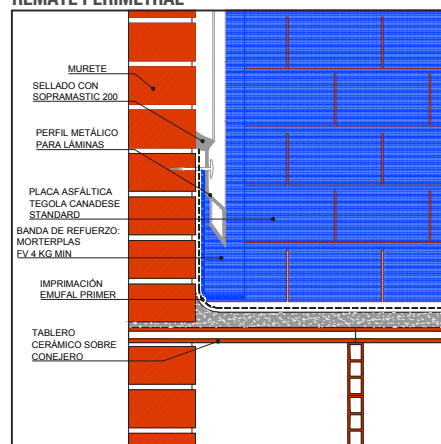 REMATE PERIMETRAL
MURETE
SELLADO CON
SOPRAMASTIC 200
PERFIL METÁLICO
PARA LÁMINAS
PLACA ASFÁLTICA
TEGOLA CANADESE
STANDARD
BANDA DE REFUERZO:
MORTERPLAS
FV 4 KG MIN
IMPRIMACIÓN
EMUFAL PRIMER
TABLERO
CERÁMICO SOBRE
CONEJERO